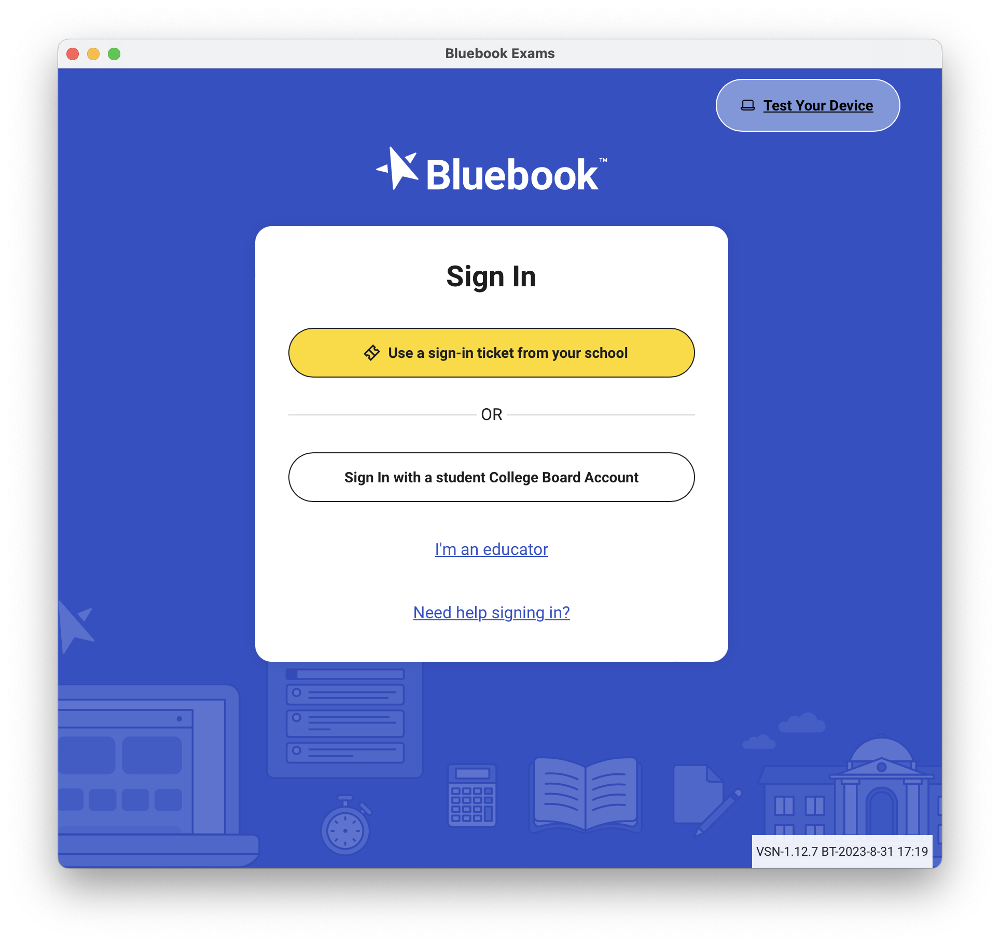 Bluebook Exams
Test Your Device
Bluebook™
Sign In
Use a sign-in ticket from your school
OR
Sign In with a student College Board Account
I'm an educator
Need help signing in?
VSN-1.12.7 BT-2023-8-31 17:19